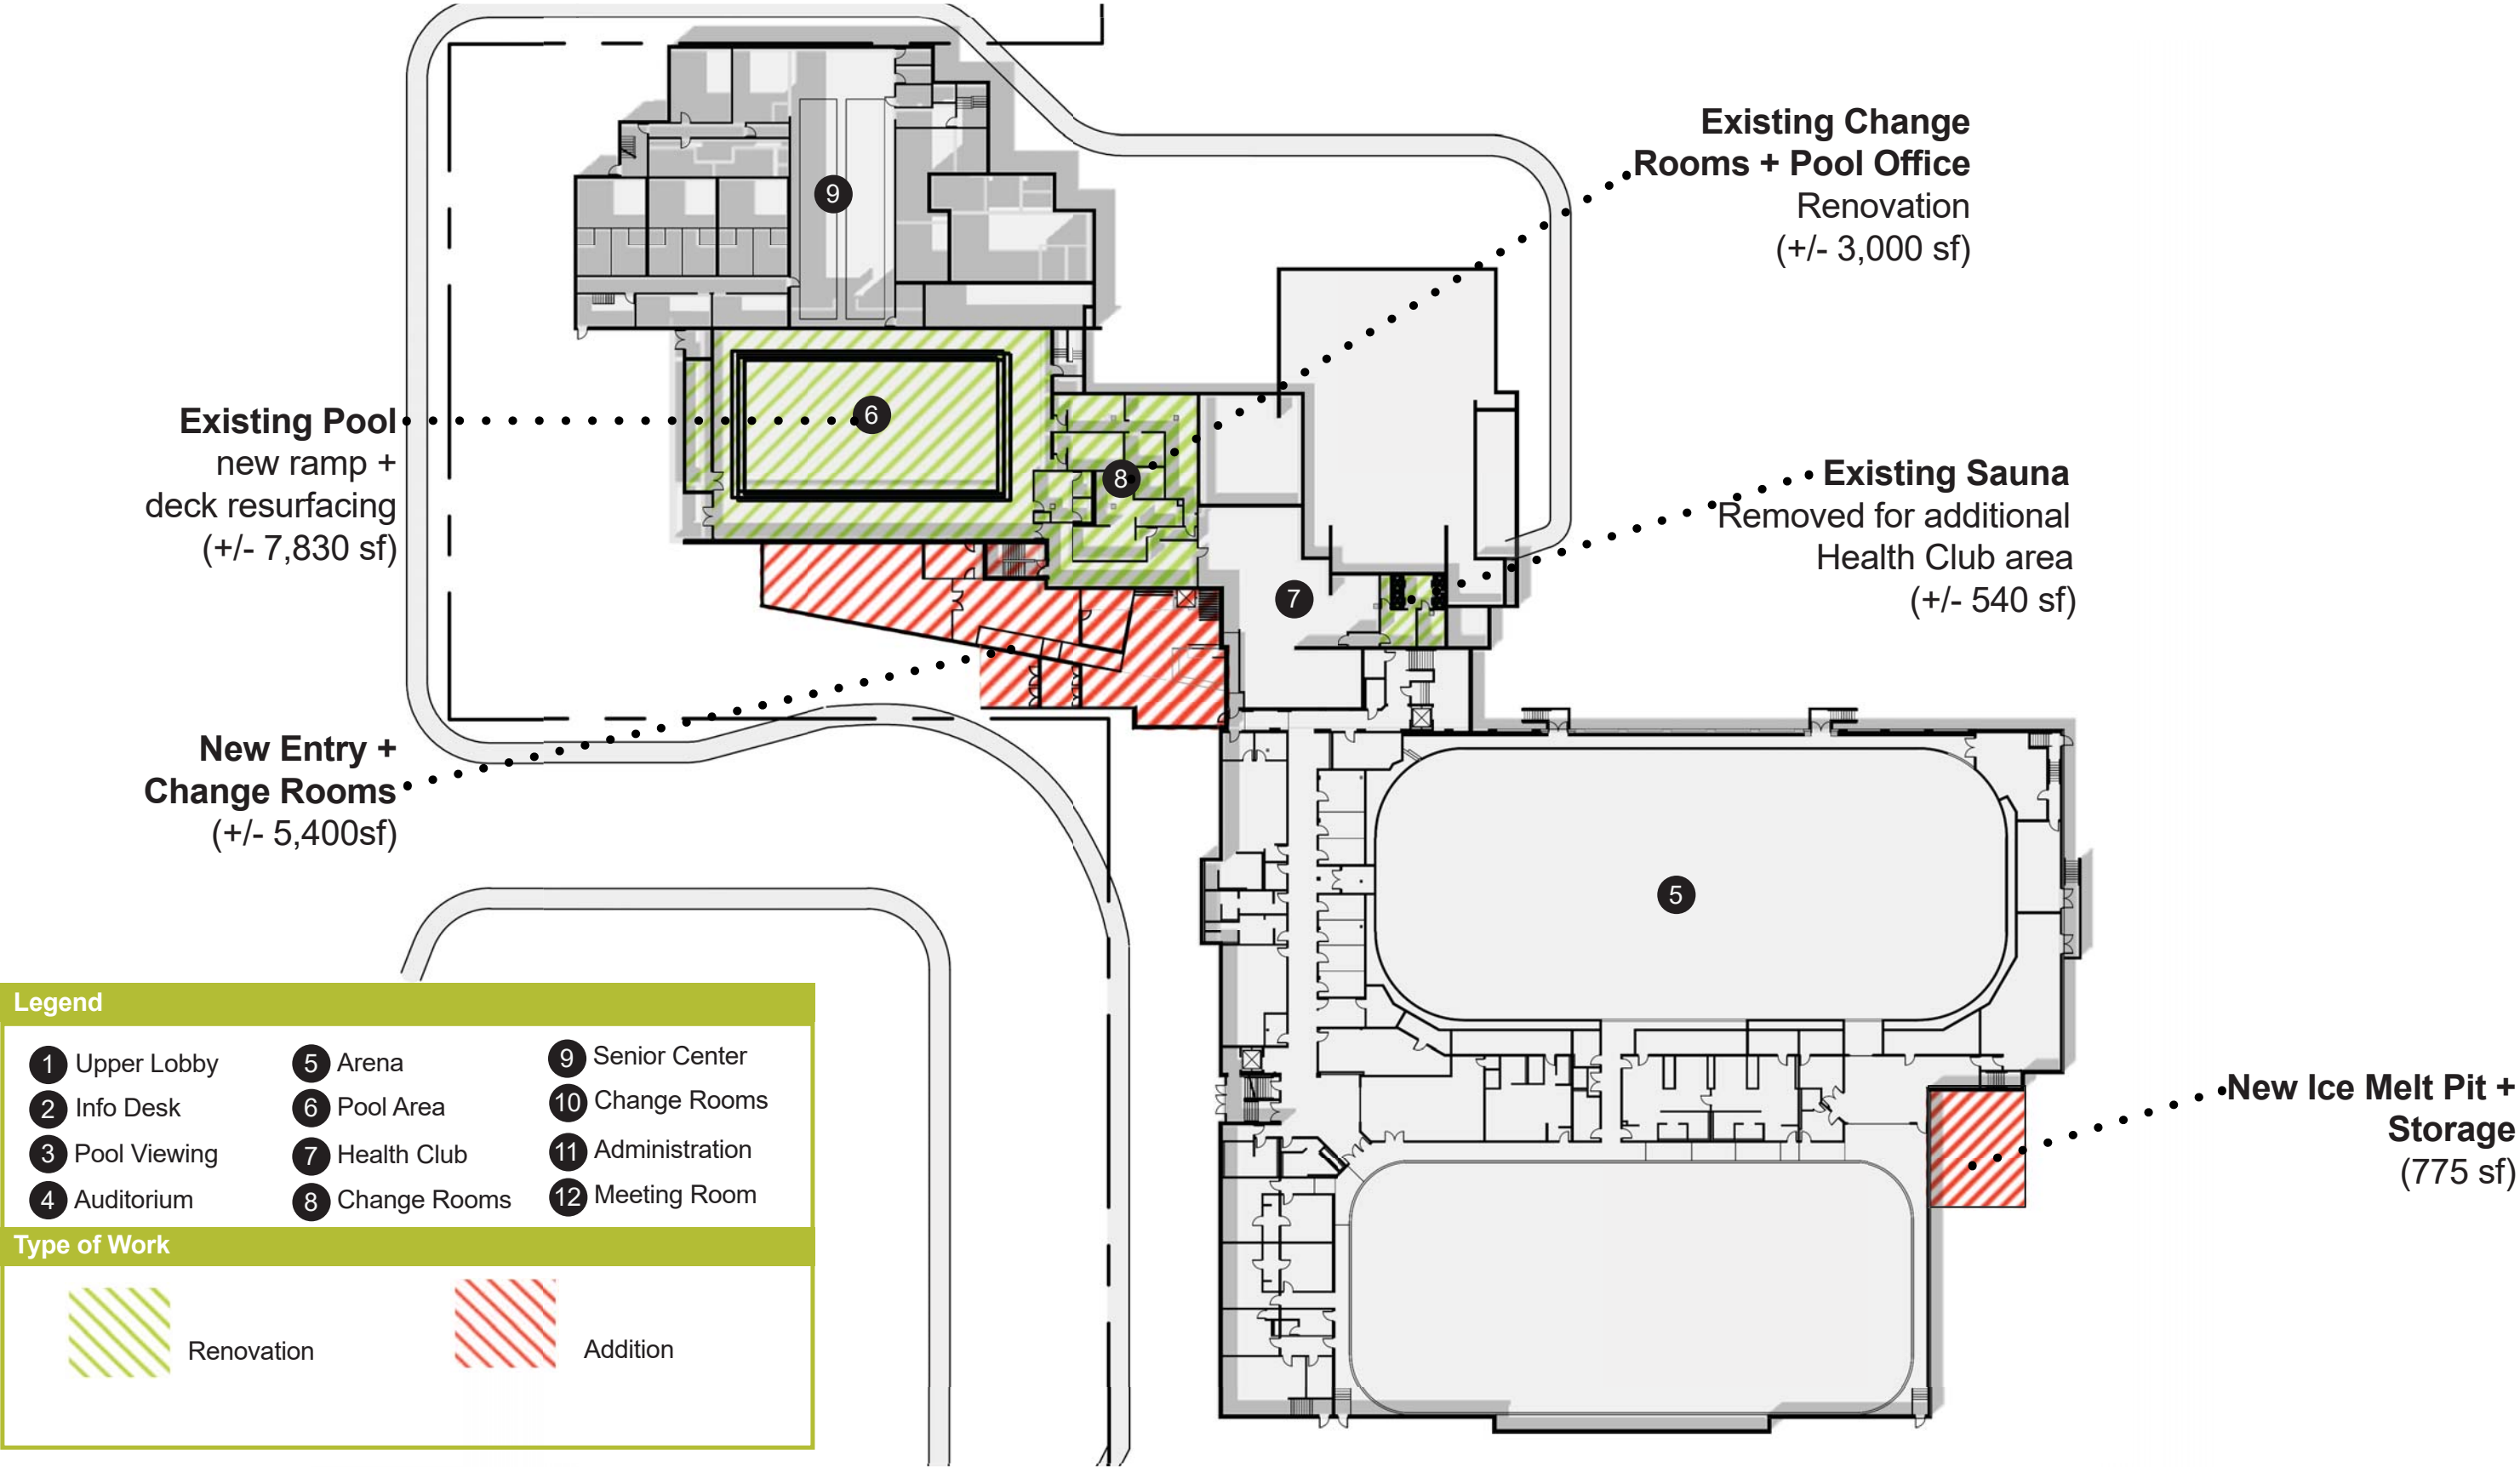 Existing Change
Rooms + Pool Office
Renovation
(+/- 3,000 sf)
9
Existing Pool
new ramp +
deck resurfacing
(+/- 7,830 sf)
6
8
Existing Sauna
Removed for additional
Health Club area
(+/- 540 sf)
7
New Entry +
Change Rooms
(+/- 5,400sf)
5
New Ice Melt Pit +
Storage
(775 sf)
Legend
1 Upper Lobby
2 Info Desk
3 Pool Viewing
4 Auditorium
5 Arena
6 Pool Area
7 Health Club
8 Change Rooms
9 Senior Center
10 Change Rooms
11 Administration
12 Meeting Room
Type of Work
Renovation
Addition